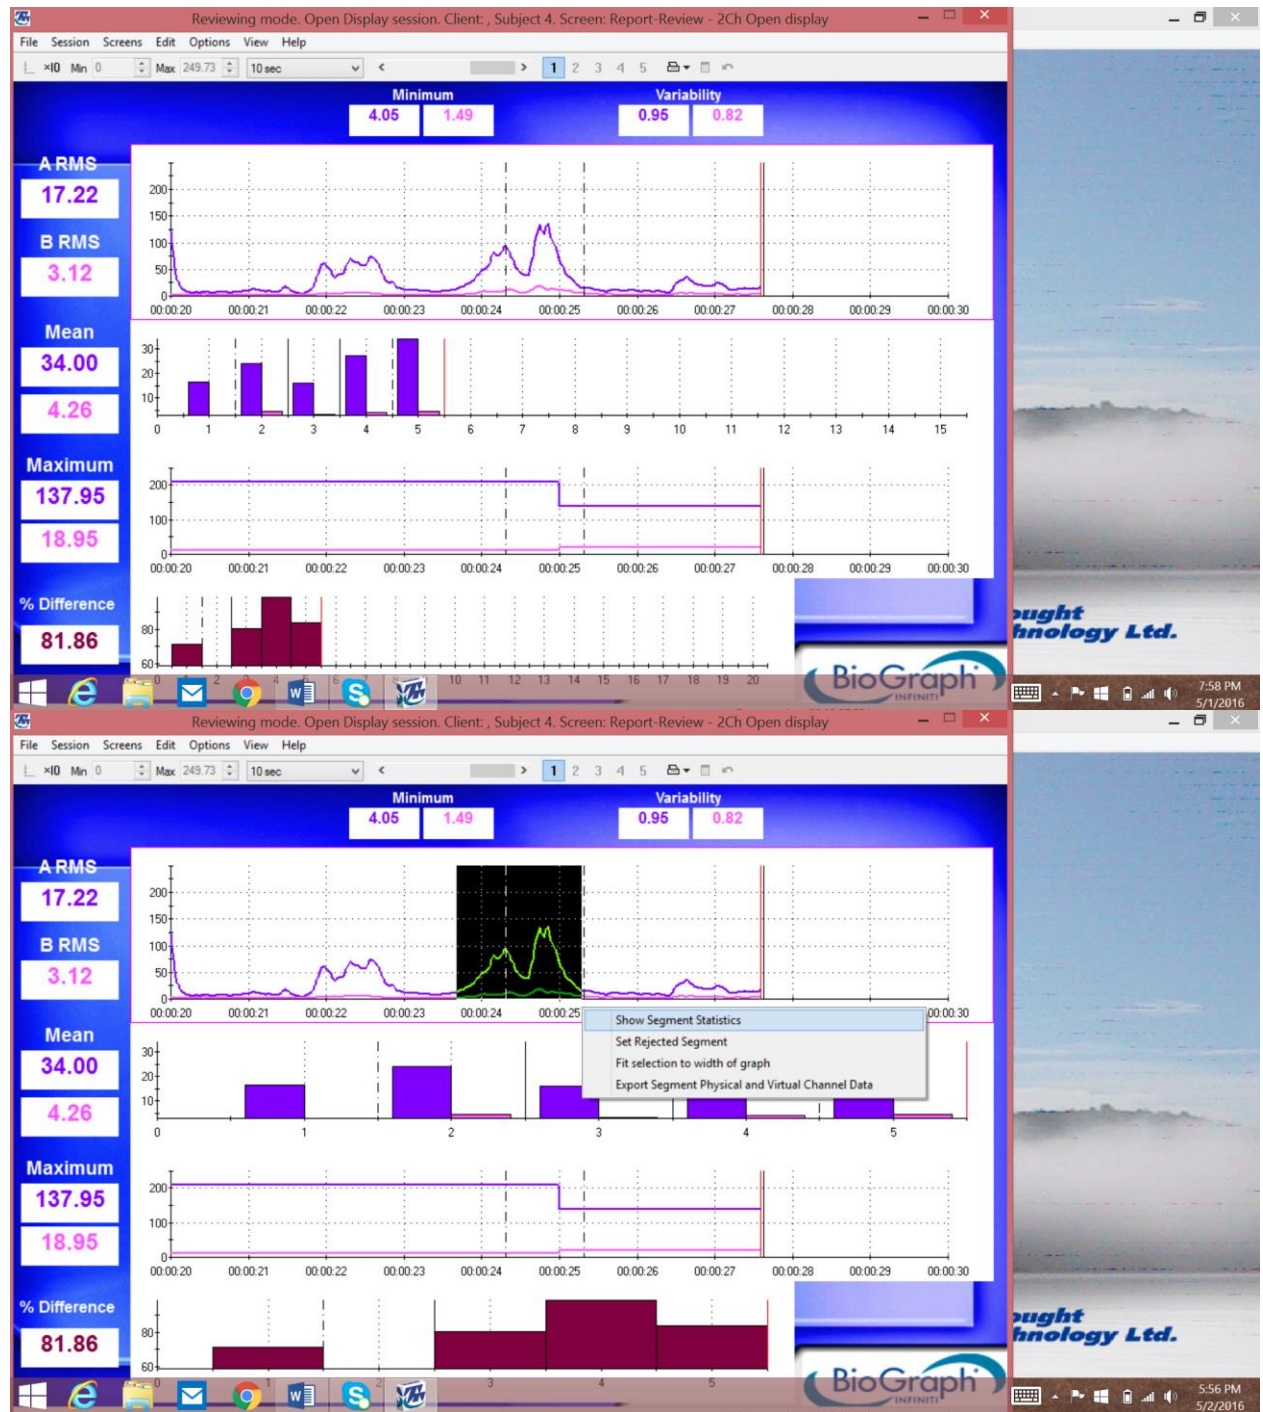 Reviewing mode. Open Display session. Client: , Subject 4. Screen: Report-Review - 2Ch Open display
File Session Screens Edit Options View Help
×10 Min 0 Max 249.73 10 sec 1 2 3 4 5
Minimum Variability
4.05 1.49 0.95 0.82
A RMS
17.22
B RMS
3.12
200
150
100
50
0
00:00:20 00:00:21 00:00:22 00:00:23 00:00:24 00:00:25 00:00:26 00:00:27 00:00:28 00:00:29 00:00:30
Mean
34.00
4.26
30
20
10
0 1 2 3 4 5 6 7 8 9 10 11 12 13 14 15
Maximum
137.95
18.95
200
100
0
00:00:20 00:00:21 00:00:22 00:00:23 00:00:24 00:00:25 00:00:26 00:00:27 00:00:28 00:00:29 00:00:30
% Difference
81.86
80
60
0 2 10 11 12 13 14 15 16 17 18 19 20
BioGraph
INFINITI
ought
hnology Ltd.
7:58 PM
5/1/2016
Reviewing mode. Open Display session. Client: , Subject 4. Screen: Report-Review - 2Ch Open display
File Session Screens Edit Options View Help
×10 Min 0 Max 249.73 10 sec 1 2 3 4 5
Minimum Variability
4.05 1.49 0.95 0.82
A RMS
17.22
B RMS
3.12
200
150
100
50
0
00:00:20 00:00:21 00:00:22 00:00:23 00:00:24 00:00:25 00:00:30
Show Segment Statistics
Set Rejected Segment
Fit selection to width of graph
Export Segment Physical and Virtual Channel Data
Mean
34.00
4.26
30
20
10
0 1 2 3 4 5
Maximum
137.95
18.95
200
100
0
00:00:20 00:00:21 00:00:22 00:00:23 00:00:24 00:00:25 00:00:26 00:00:27 00:00:28 00:00:29 00:00:30
% Difference
81.86
80
60
0 1 2 3 4 5
BioGraph
INFINITI
ought
hnology Ltd.
5:56 PM
5/2/2016